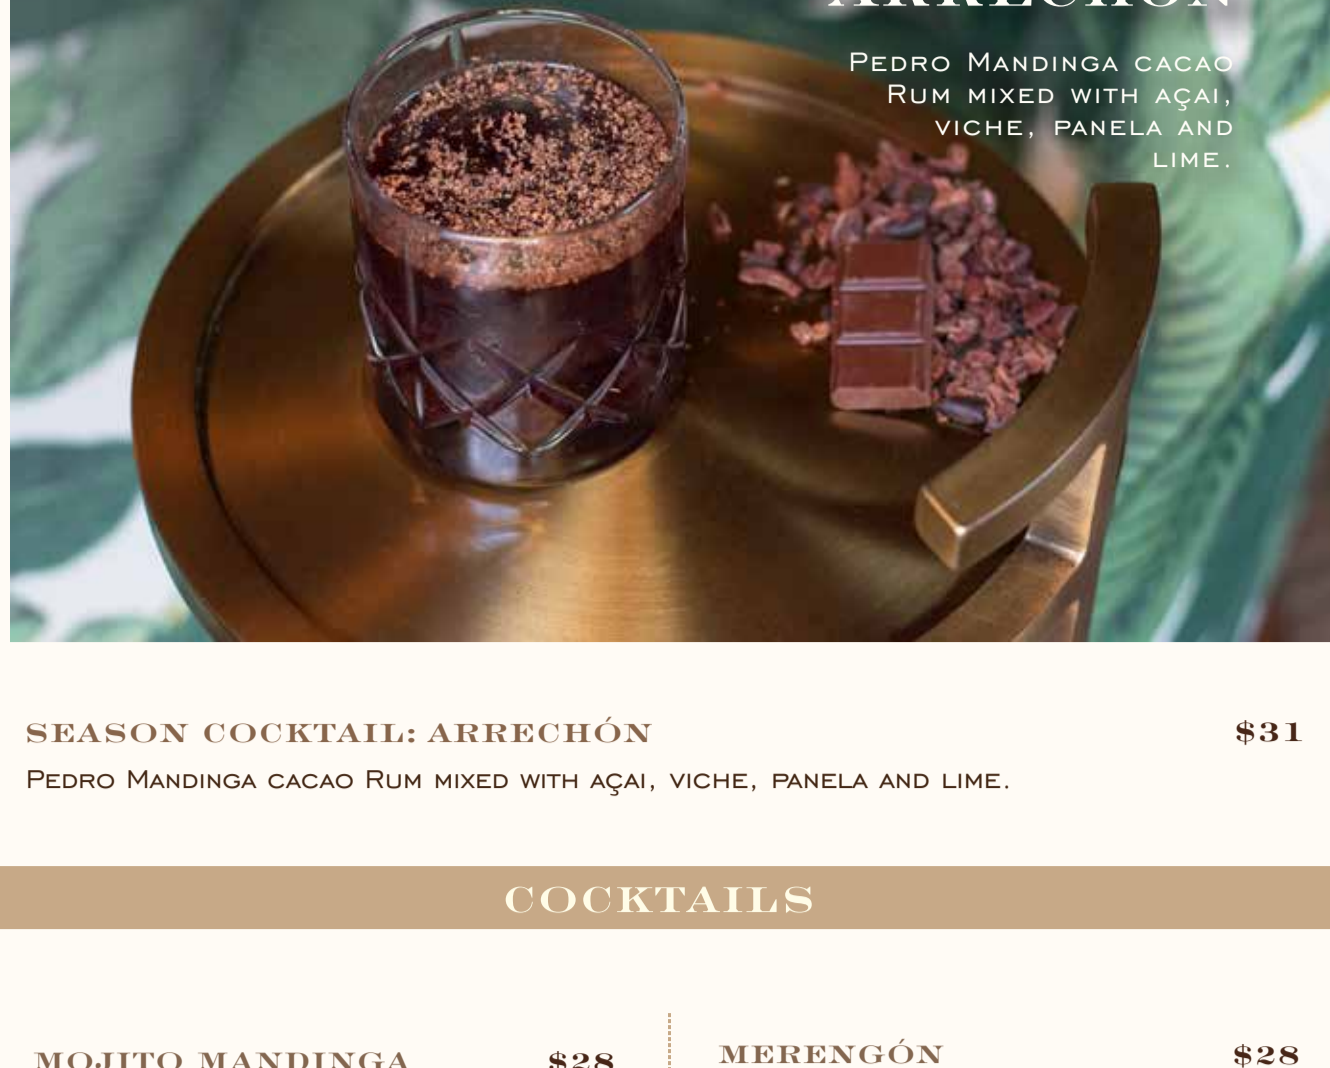 ARRECHÓN
PEDRO MANDINGA CACAO
RUM MIXED WITH AÇAI,
VICHE, PANELA AND
LIME.
SEASON COCKTAIL: ARRECHÓN $31
PEDRO MANDINGA CACAO RUM MIXED WITH AÇAI, VICHE, PANELA AND LIME.
COCKTAILS
MOJITO MANDINGA $28
MERENGÓN $28